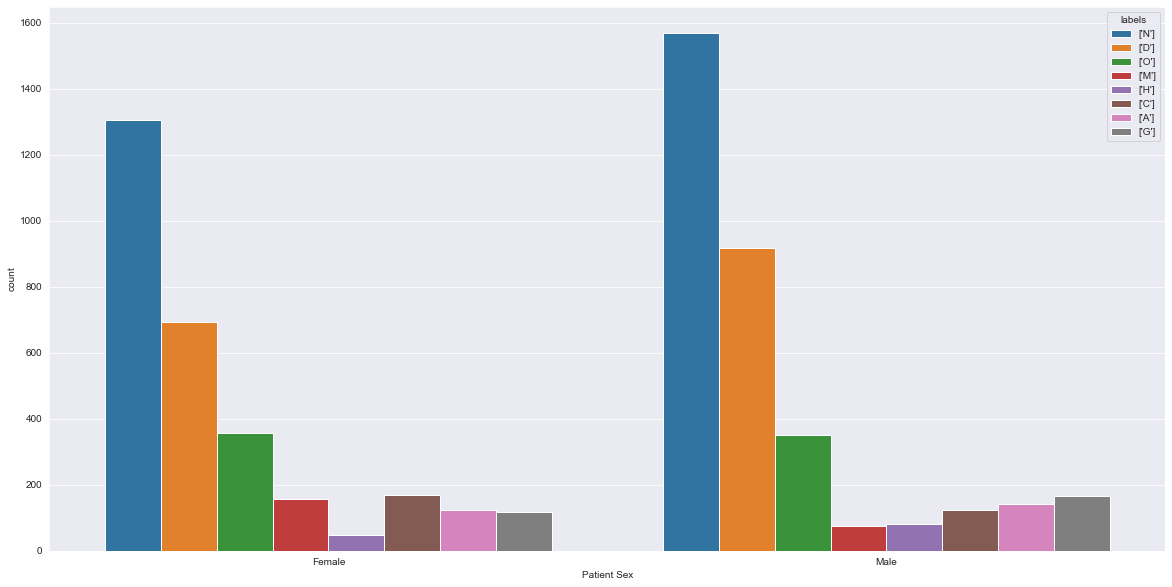 1600
1400
1200
1000
800
600
400
200
0
count
Female
Male
Patient Sex
labels
['N']
['D']
['O']
['M']
['H']
['C']
['A']
['G']